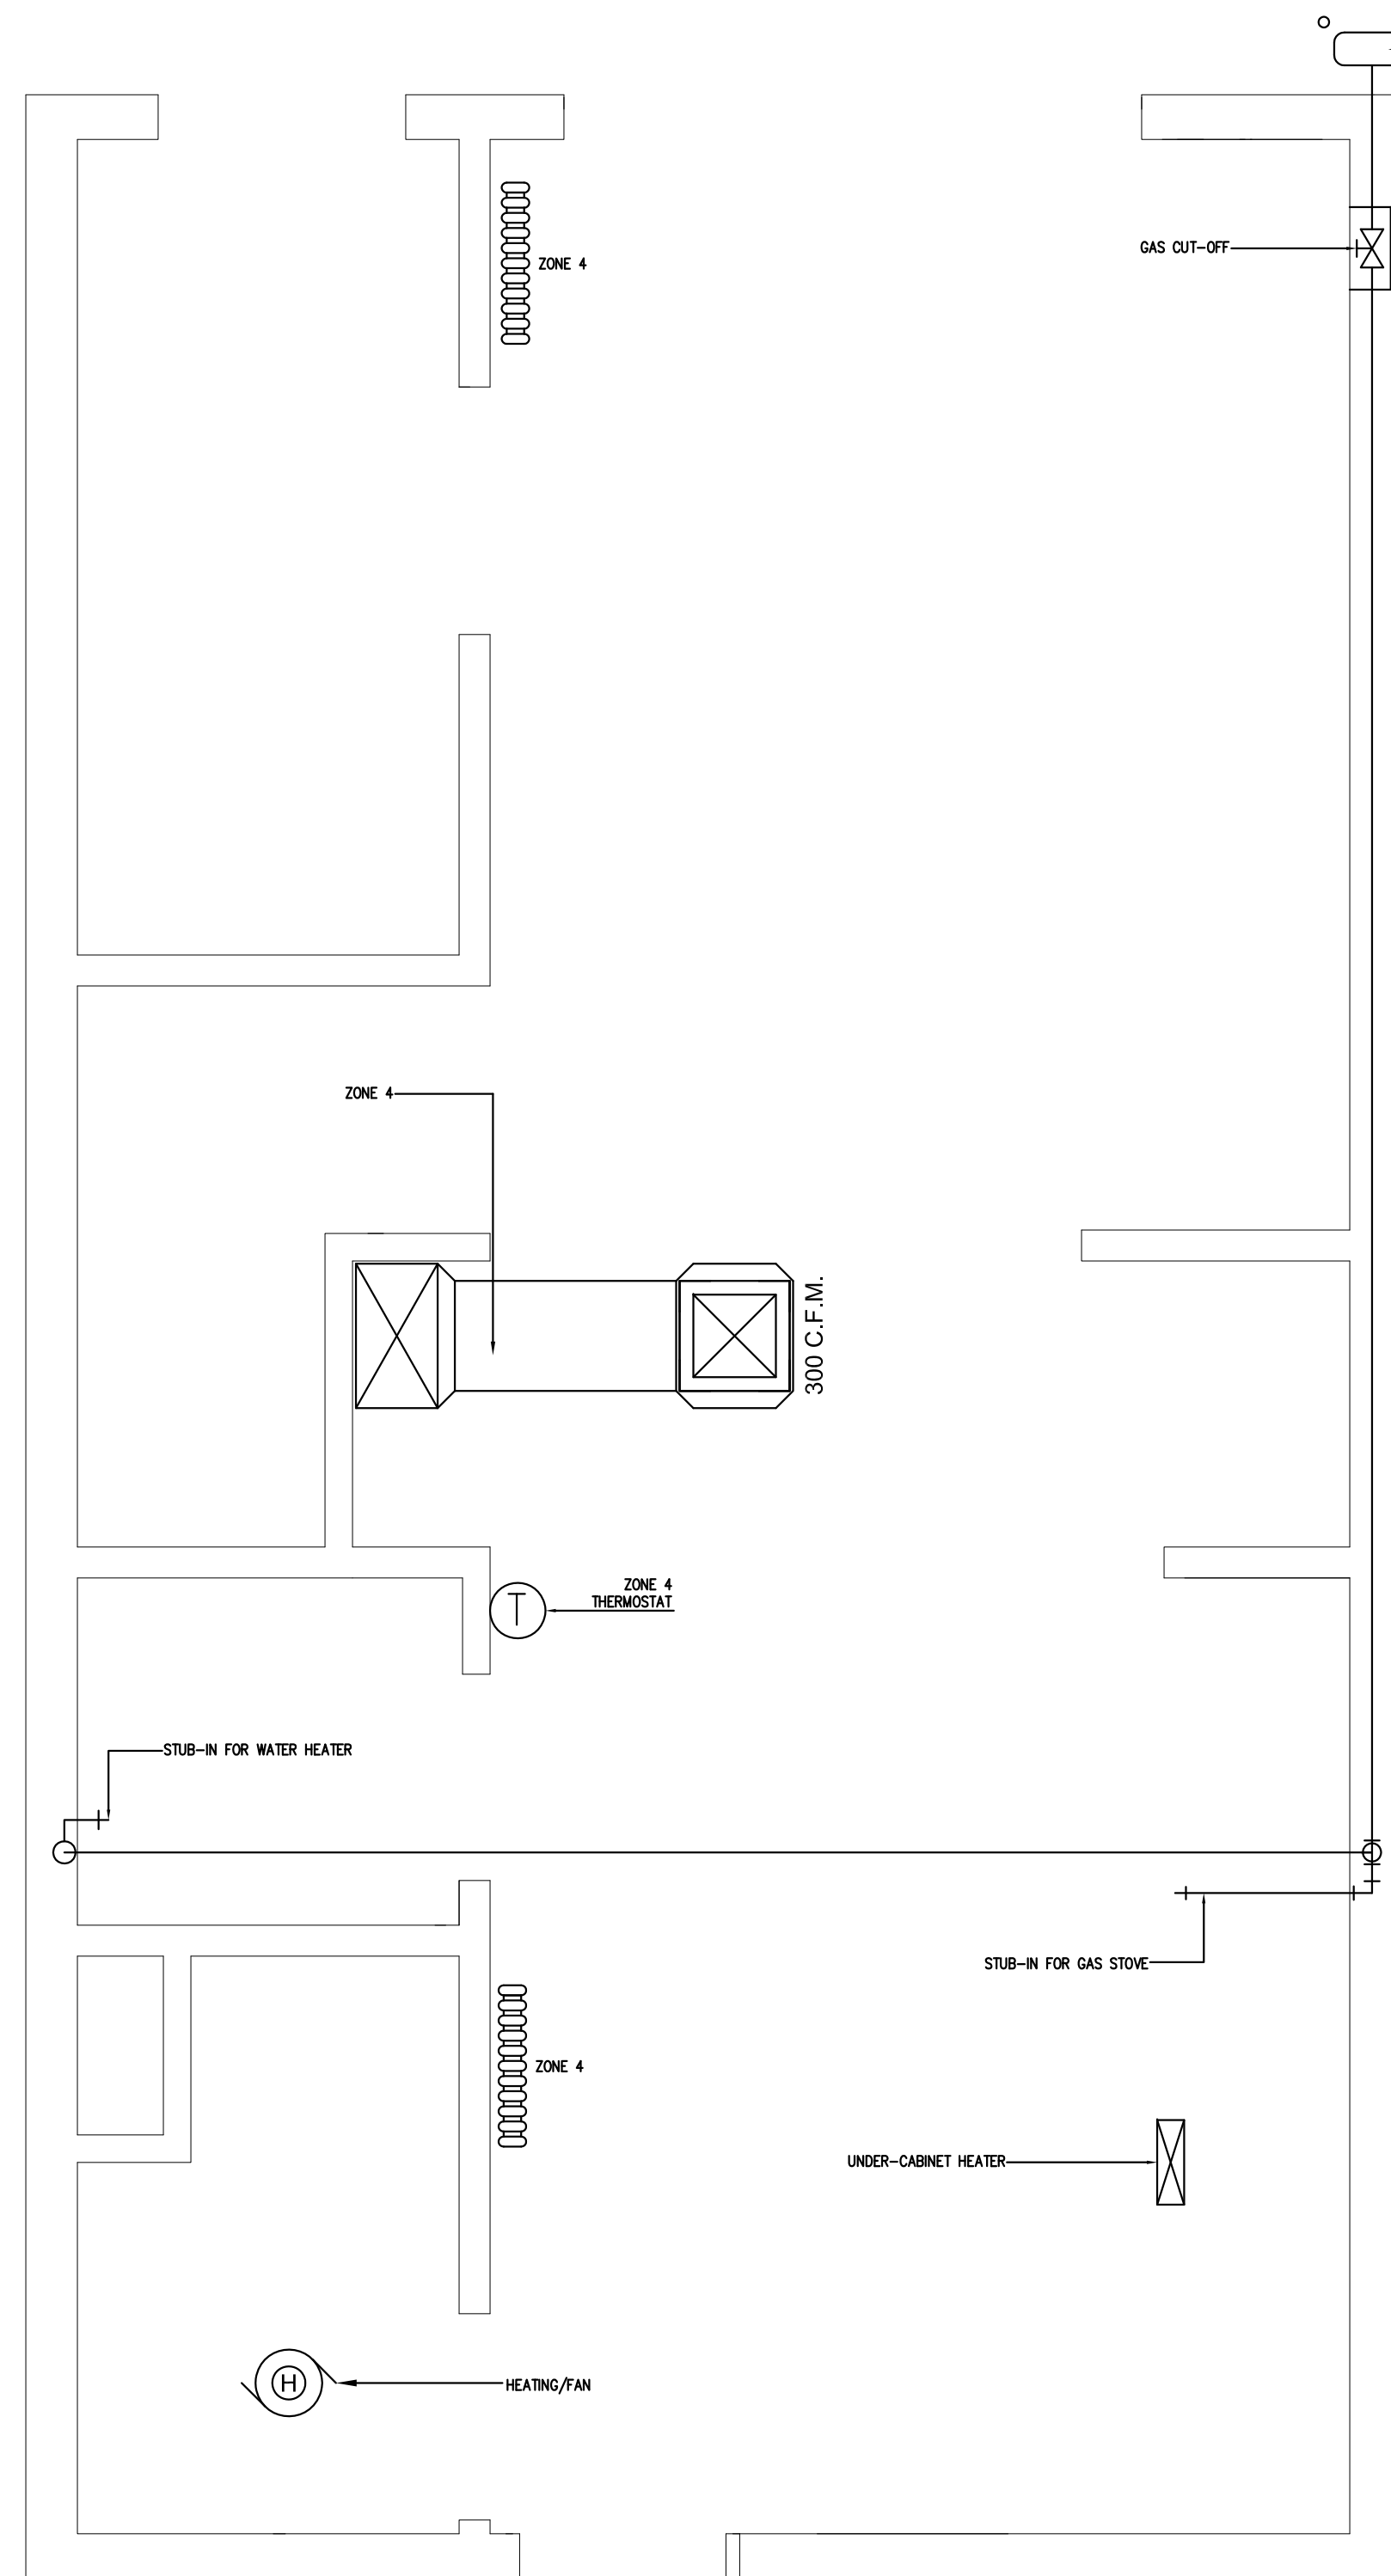 GAS CUT-OFF
ZONE 4
ZONE 4
300 C.F.M.
ZONE 4
THERMOSTAT
T
STUB-IN FOR WATER HEATER
STUB-IN FOR GAS STOVE
ZONE 4
UNDER-CABINET HEATER
H
HEATING/FAN